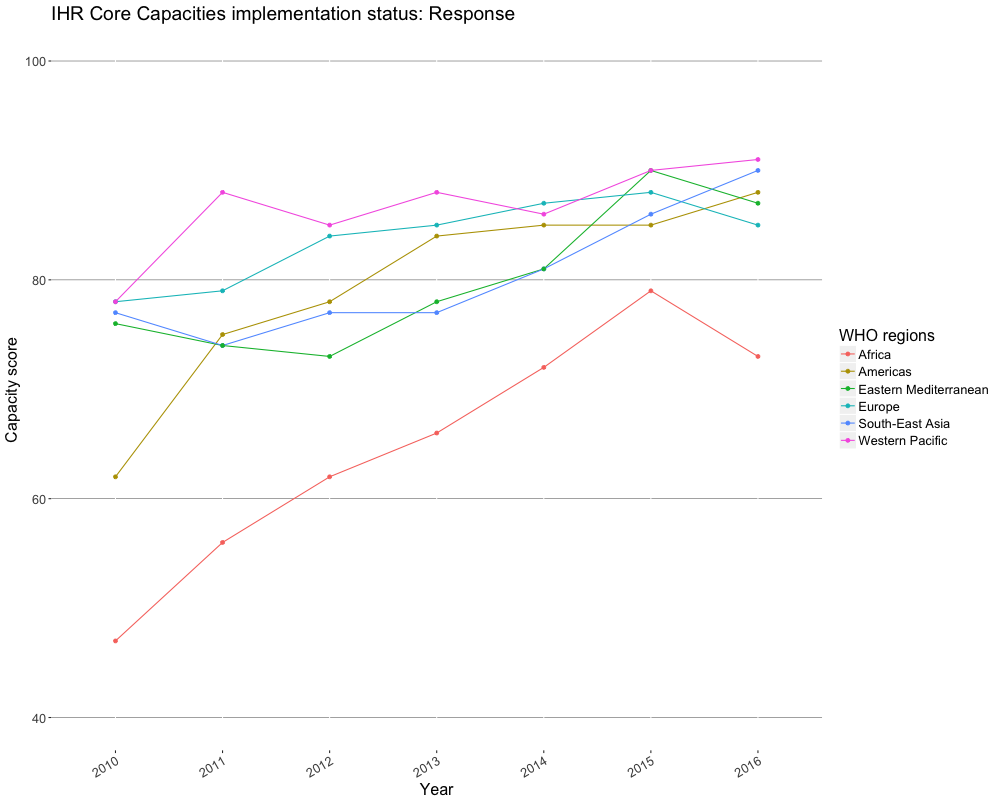 IHR Core Capacities implementation status: Response
100
80
60
40
Capacity score
2010
2011
2012
2013
2014
2015
2016
Year
WHO regions
Africa
Americas
Eastern Mediterranean
Europe
South-East Asia
Western Pacific